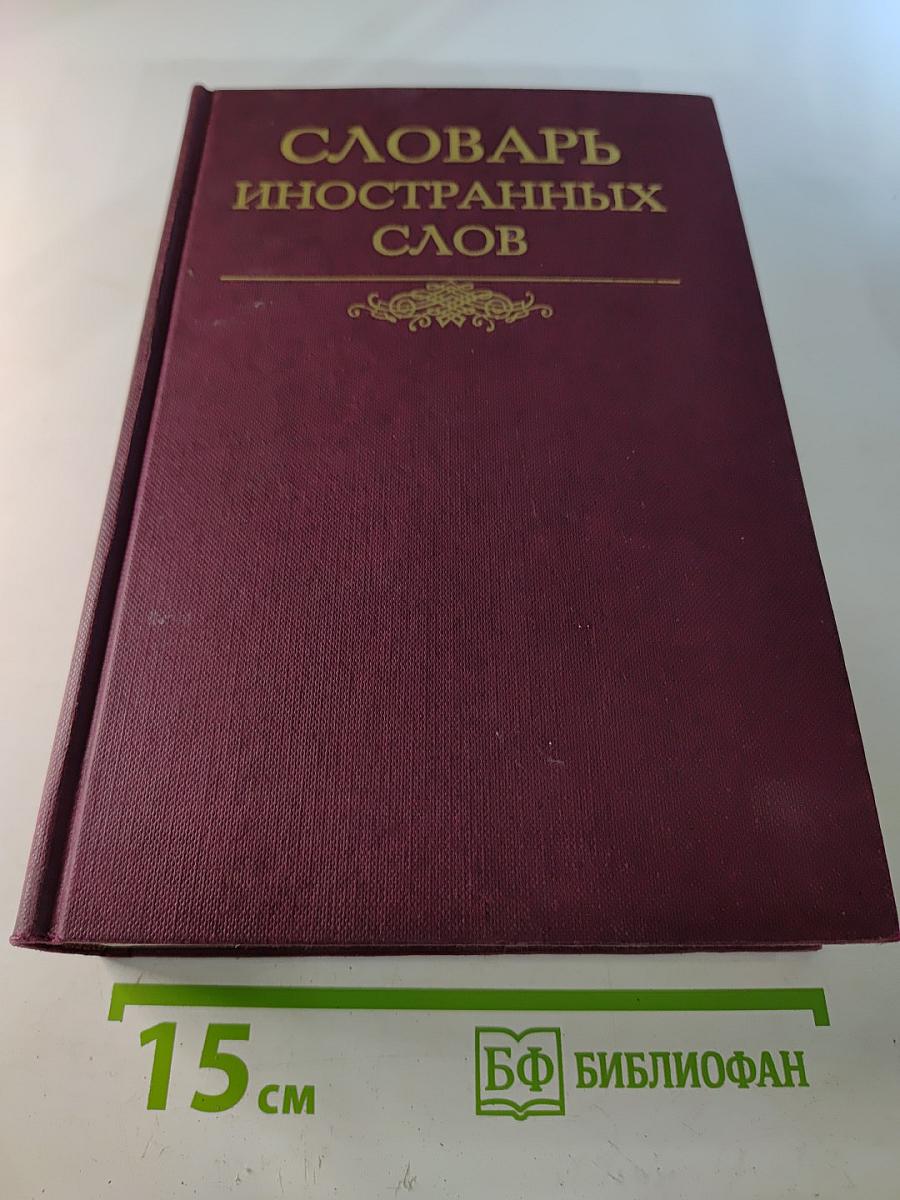 СЛОВАРЬ
ИНОСТРАННЫХ
СЛОВ
15 см
БФ БИБЛИОФАН